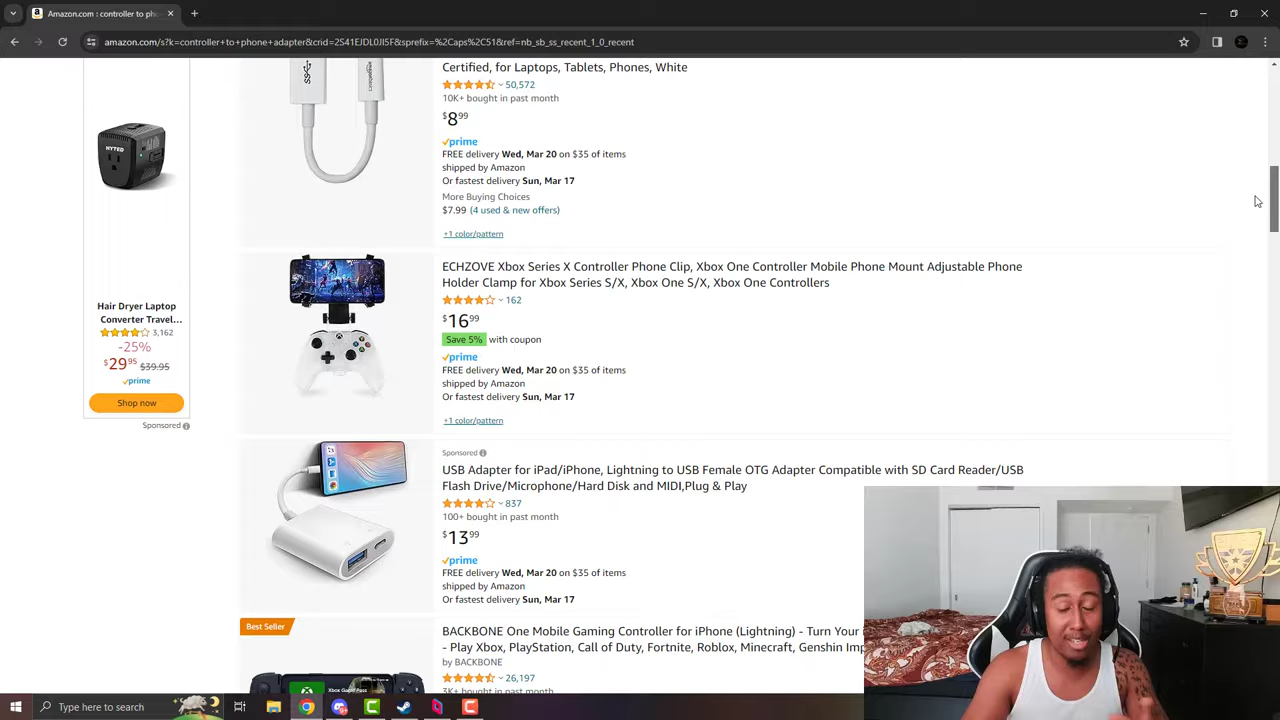 Amazon.com : controller to pho
amazon.com/s?k=controller+to+phone+adapter&crid=2S41EJDL0JI5F&sprefix=%2Caps%2C51&ref=nb_sb_ss_recent_1_0_recent
HYTED
Hair Dryer Laptop
Converter Travel...
3,162
-25%
$29 95 $39.95
prime
Shop now
Sponsored
Certified, for Laptops, Tablets, Phones, White
50,572
10K+ bought in past month
$8 99
prime
FREE delivery Wed, Mar 20 on $35 of items
shipped by Amazon
Or fastest delivery Sun, Mar 17
More Buying Choices
$7.99 (4 used & new offers)
+1 color/pattern
ECHZOVE Xbox Series X Controller Phone Clip, Xbox One Controller Mobile Phone Mount Adjustable Phone
Holder Clamp for Xbox Series S/X, Xbox One S/X, Xbox One Controllers
162
$16 99
Save 5% with coupon
prime
FREE delivery Wed, Mar 20 on $35 of items
shipped by Amazon
Or fastest delivery Sun, Mar 17
+1 color/pattern
Sponsored
USB Adapter for iPad/iPhone, Lightning to USB Female OTG Adapter Compatible with SD Card Reader/USB
Flash Drive/Microphone/Hard Disk and MIDI,Plug & Play
837
100+ bought in past month
$13 99
prime
FREE delivery Wed, Mar 20 on $35 of items
shipped by Amazon
Or fastest delivery Sun, Mar 17
Best Seller
BACKBONE One Mobile Gaming Controller for iPhone (Lightning) - Turn Your
- Play Xbox, PlayStation, Call of Duty, Fortnite, Roblox, Minecraft, Genshin Imp
by BACKBONE
26,197
3K+ bought in past month
Xbox Game Pass
Type here to search